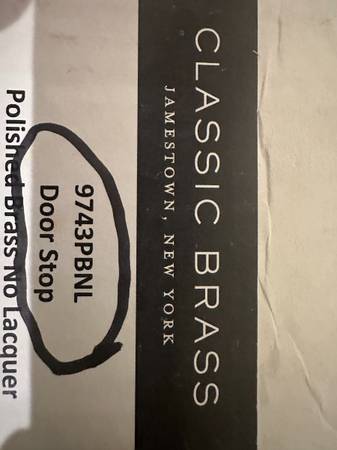 CLASSIC BRASS
JAMESTOWN, NEW YORK
9743PBNL
Door Stop
Polished Brass No Lacquer